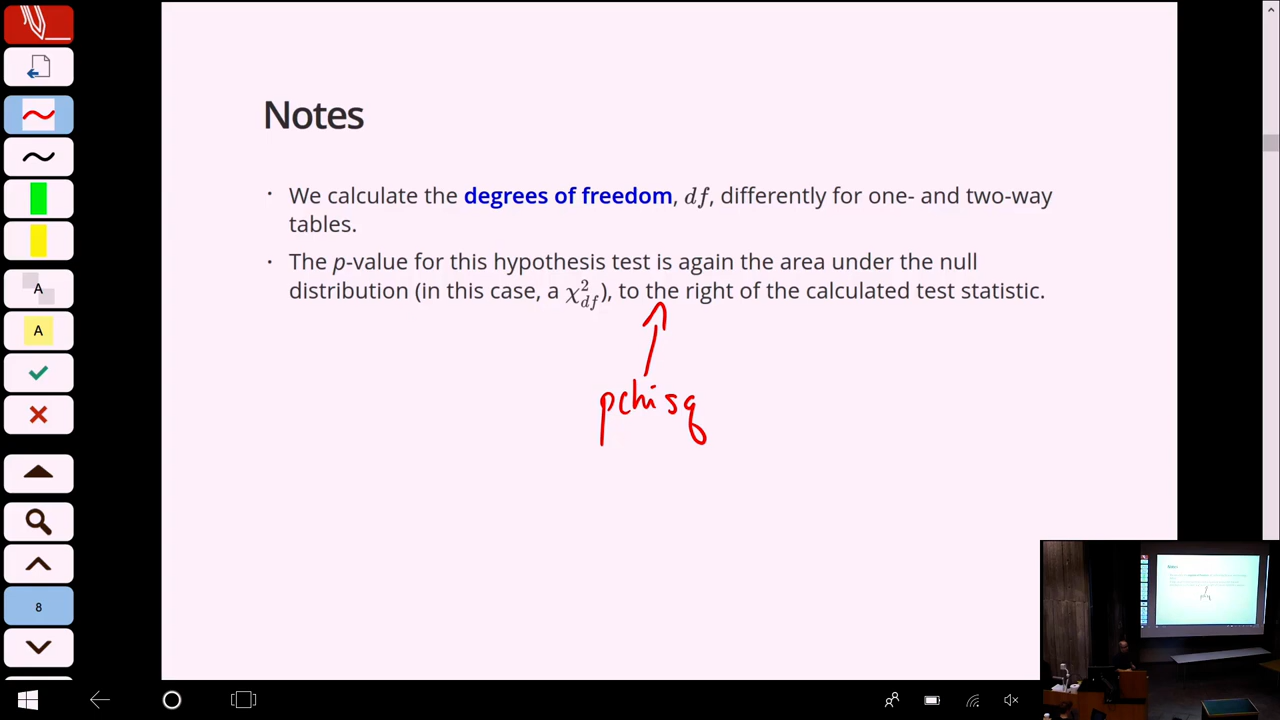 Notes
· We calculate the degrees of freedom, df, differently for one- and two-way
tables.
· The p-value for this hypothesis test is again the area under the null
distribution (in this case, a χ²df), to the right of the calculated test statistic.
pchisq
A
A
8